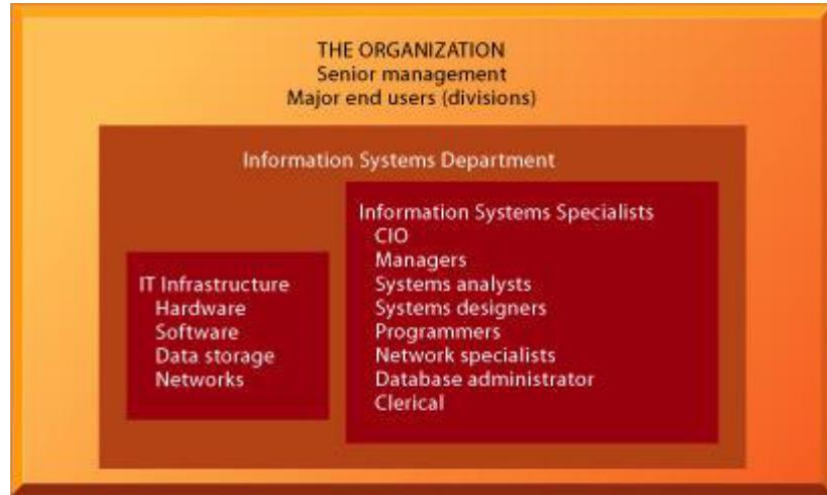 THE ORGANIZATION
Senior management
Major end users (divisions)
Information Systems Department
IT Infrastructure
Hardware
Software
Data storage
Networks
Information Systems Specialists
CIO
Managers
Systems analysts
Systems designers
Programmers
Network specialists
Database administrator
Clerical